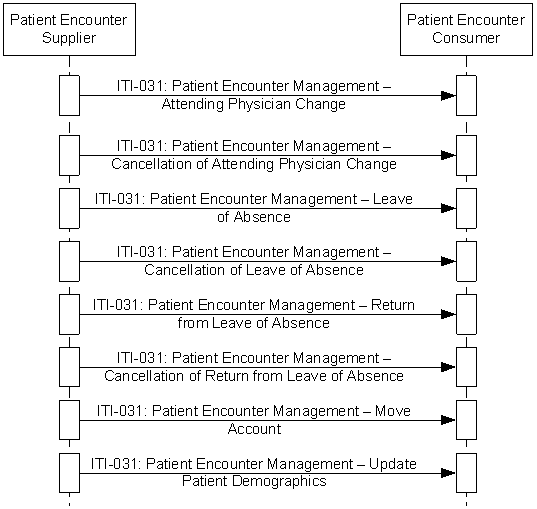 Patient Encounter
Supplier
Patient Encounter
Consumer
ITI-031: Patient Encounter Management –
Attending Physician Change
ITI-031: Patient Encounter Management –
Cancellation of Attending Physician Change
ITI-031: Patient Encounter Management – Leave
of Absence
ITI-031: Patient Encounter Management –
Cancellation of Leave of Absence
ITI-031: Patient Encounter Management – Return
from Leave of Absence
ITI-031: Patient Encounter Management –
Cancellation of Return from Leave of Absence
ITI-031: Patient Encounter Management – Move
Account
ITI-031: Patient Encounter Management – Update
Patient Demographics